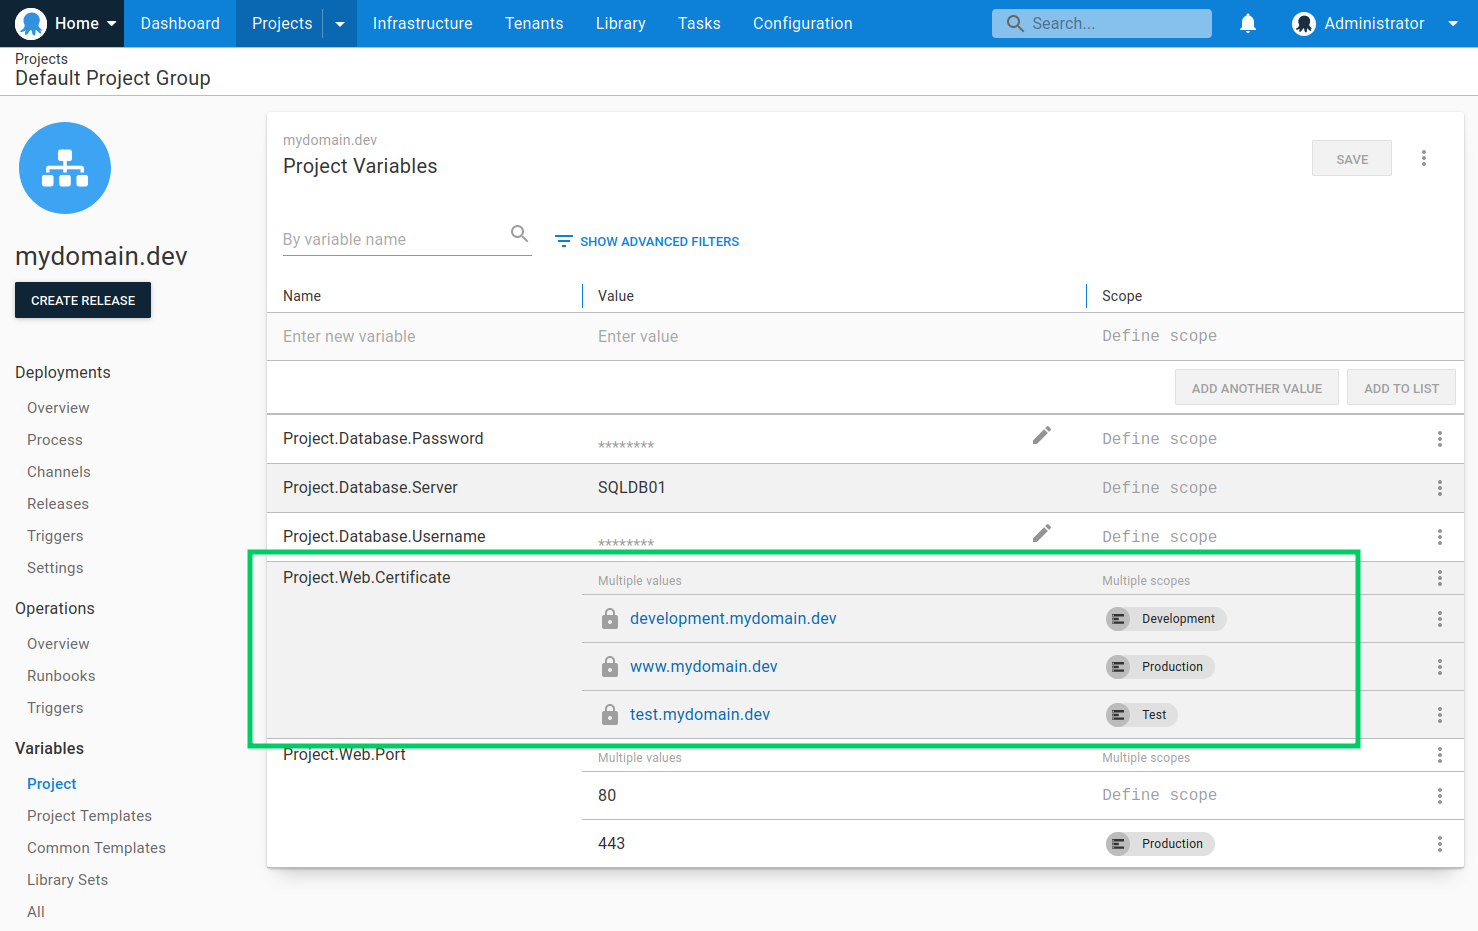 Home
Dashboard
Projects
Infrastructure
Tenants
Library
Tasks
Configuration
Search...
Administrator
Projects
Default Project Group
mydomain.dev
CREATE RELEASE
Deployments
Overview
Process
Channels
Releases
Triggers
Settings
Operations
Overview
Runbooks
Triggers
Variables
Project
Project Templates
Common Templates
Library Sets
All
mydomain.dev
Project Variables
SAVE
By variable name
SHOW ADVANCED FILTERS
Name Value Scope
Enter new variable Enter value Define scope
ADD ANOTHER VALUE ADD TO LIST
Project.Database.Password ******** Define scope
Project.Database.Server SQLDB01 Define scope
Project.Database.Username ******** Define scope
Project.Web.Certificate Multiple values Multiple scopes
development.mydomain.dev Development
www.mydomain.dev Production
test.mydomain.dev Test
Project.Web.Port Multiple values Multiple scopes
80 Define scope
443 Production